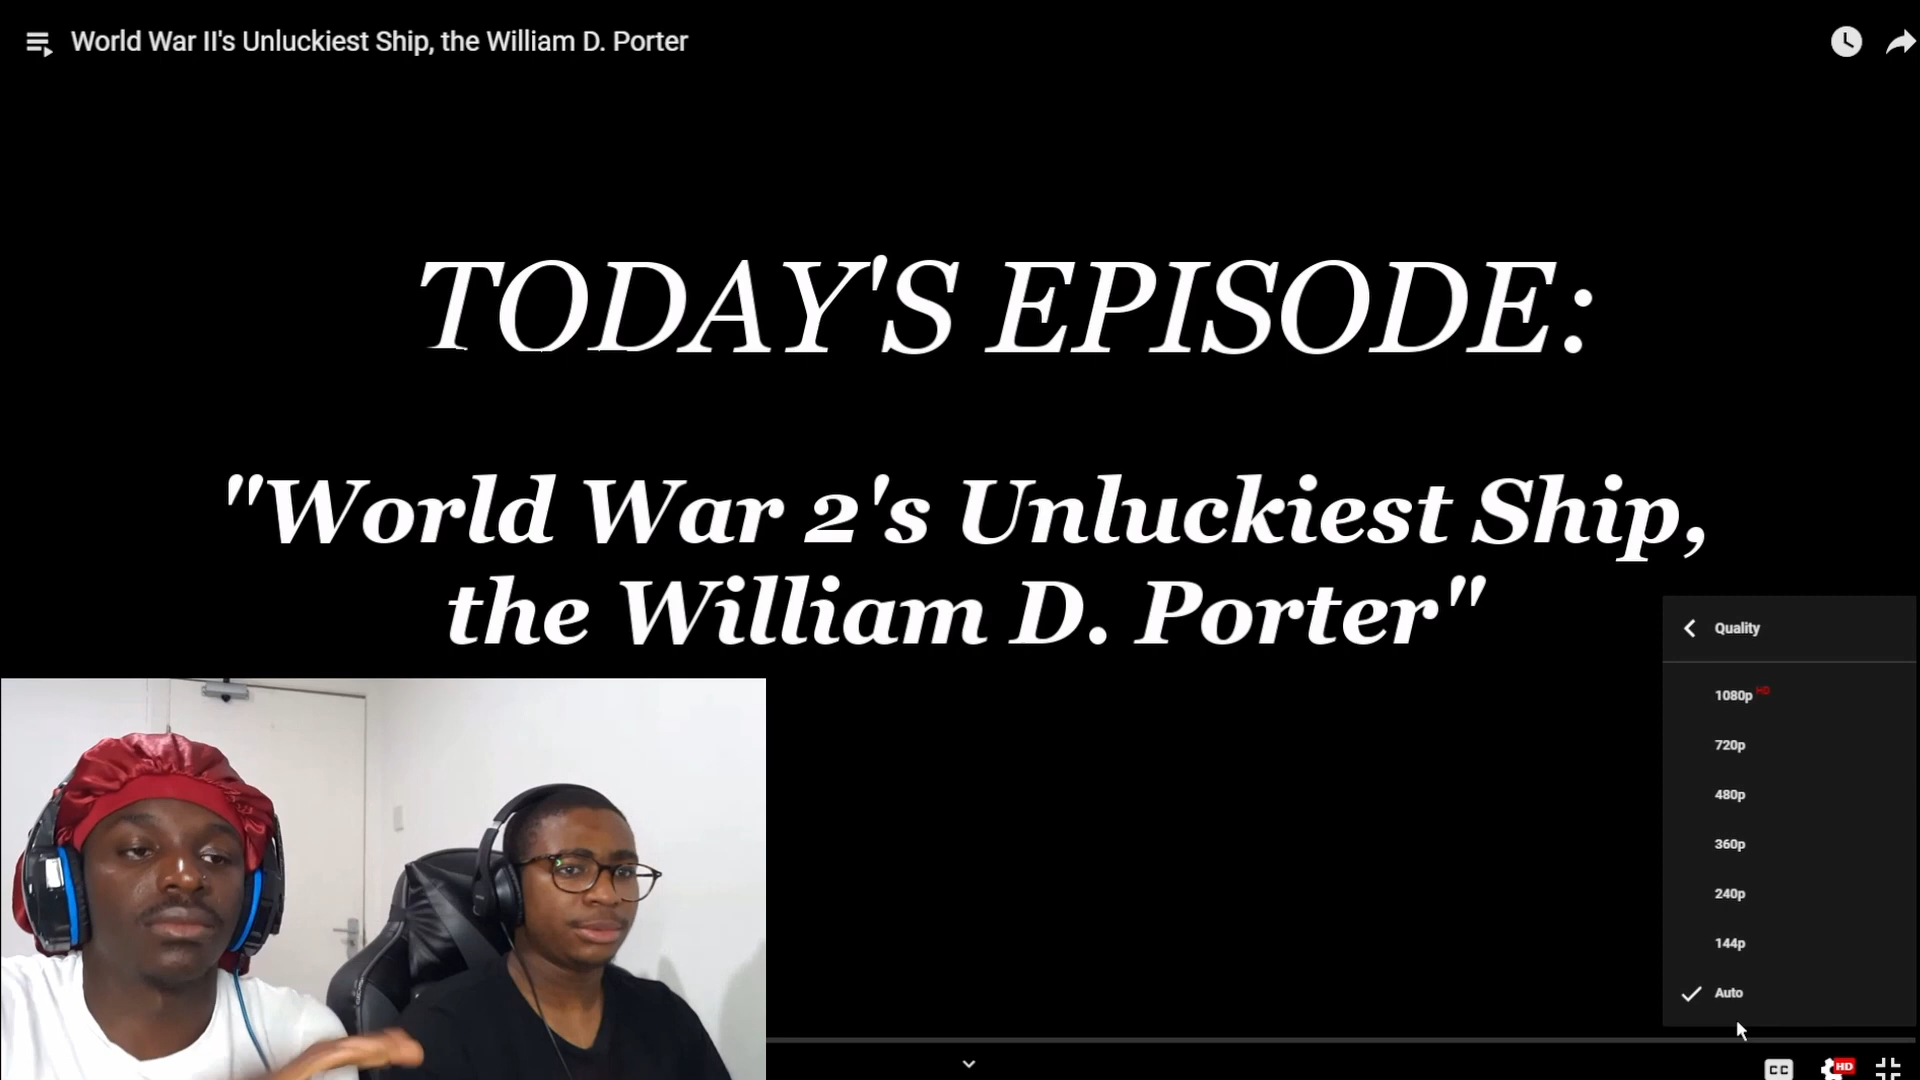 World War II's Unluckiest Ship, the William D. Porter
TODAY'S EPISODE:
"World War 2's Unluckiest Ship,
the William D. Porter"
Quality
1080p HD
720p
480p
360p
240p
144p
Auto
CC
HD